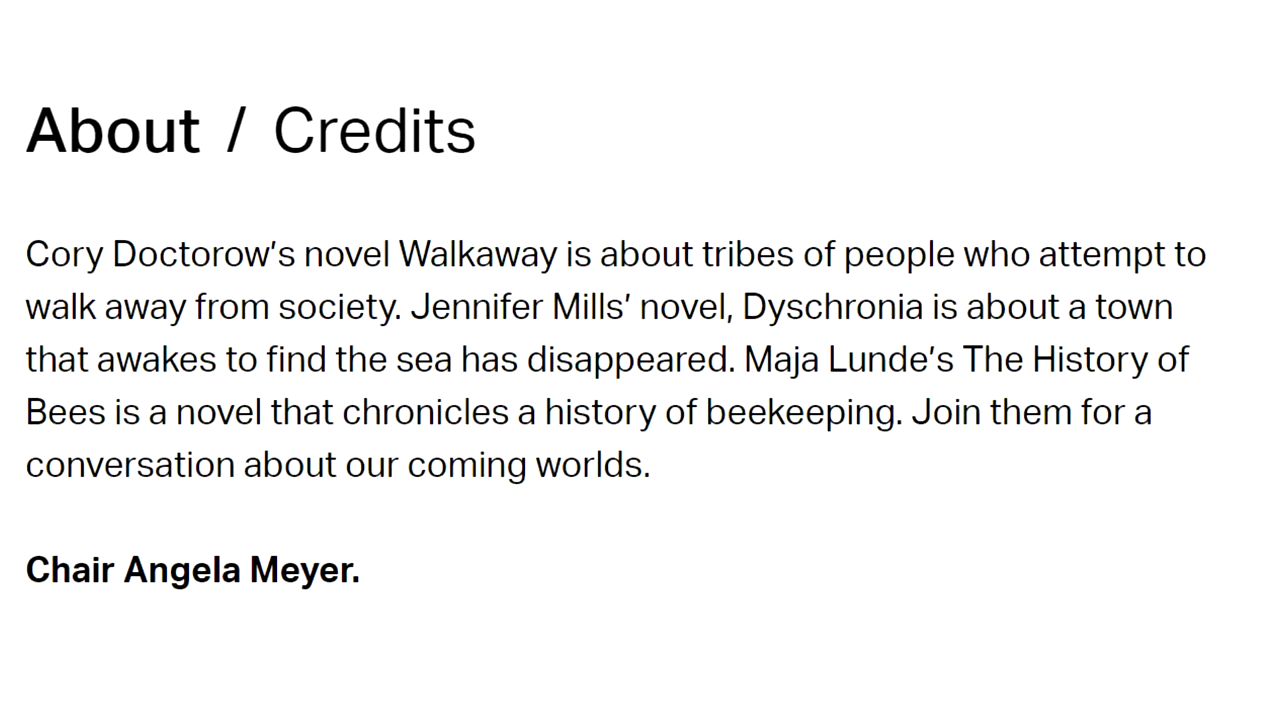 About / Credits
Cory Doctorow’s novel Walkaway is about tribes of people who attempt to
walk away from society. Jennifer Mills’ novel, Dyschronia is about a town
that awakes to find the sea has disappeared. Maja Lunde’s The History of
Bees is a novel that chronicles a history of beekeeping. Join them for a
conversation about our coming worlds.
Chair Angela Meyer.